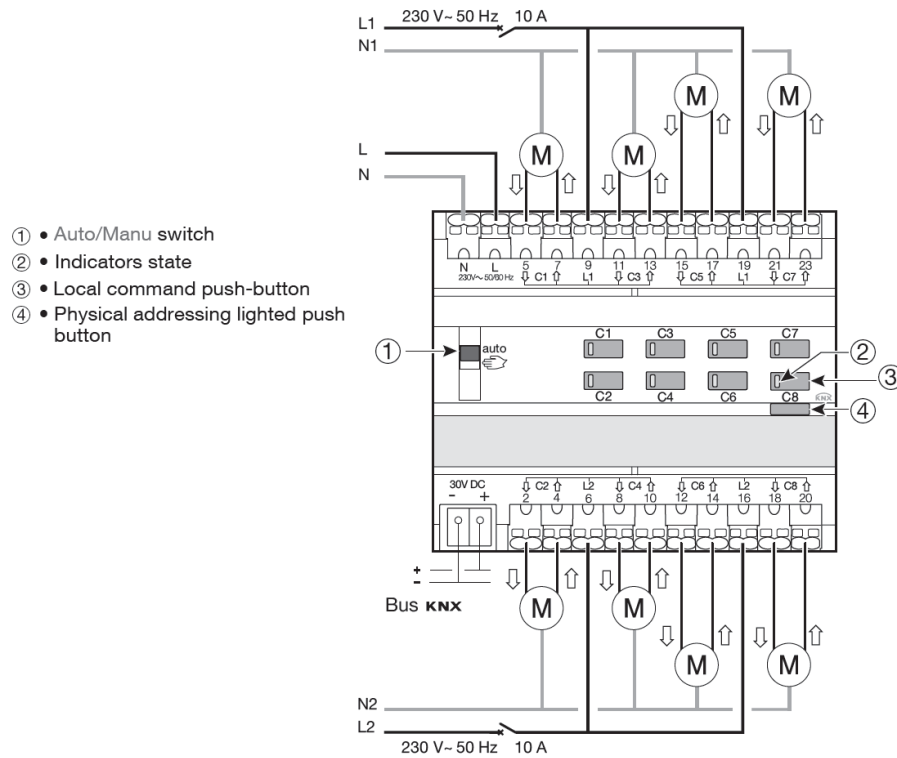 L1 230 V~ 50 Hz 10 A
N1
M M
M M
L
N
① • Auto/Manu switch
② • Indicators state
③ • Local command push-button
④ • Physical addressing lighted push
button
N L 5 7 9 11 13 15 17 19 21 23
230V~ 50/60 Hz C1 L1 C3 C5 L1 C7
C1 C3 C5 C7
① auto ②
③
C2 C4 C6 C8 KNX
④
30V DC C2 L2 C4 C6 L2 C8
- + 2 4 6 8 10 12 14 16 18 20
+
-
Bus KNX
M M
M M
N2
L2
230 V~ 50 Hz 10 A